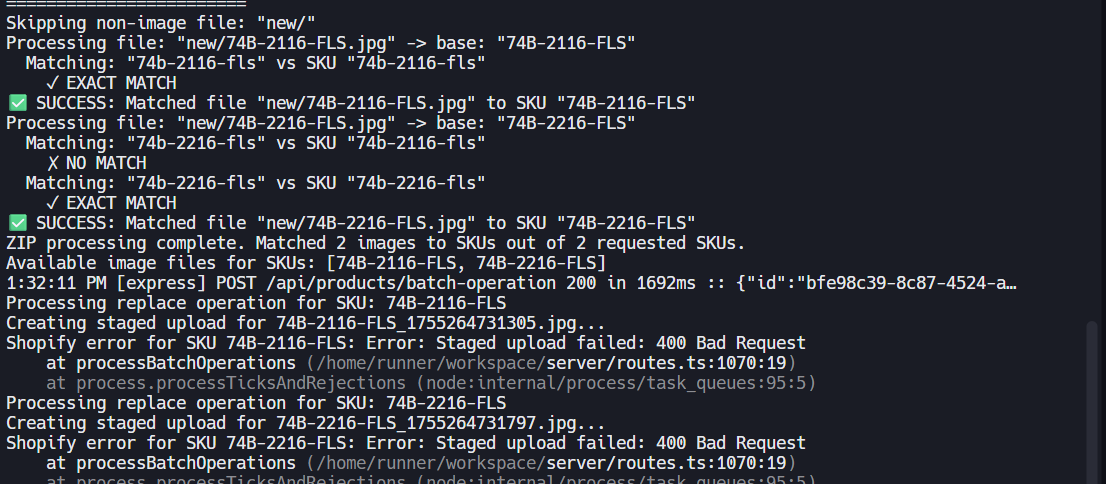 ========================
Skipping non-image file: "new/"
Processing file: "new/74B-2116-FLS.jpg" -> base: "74B-2116-FLS"
Matching: "74b-2116-fls" vs SKU "74b-2116-fls"
✓ EXACT MATCH
✅ SUCCESS: Matched file "new/74B-2116-FLS.jpg" to SKU "74B-2116-FLS"
Processing file: "new/74B-2216-FLS.jpg" -> base: "74B-2216-FLS"
Matching: "74b-2216-fls" vs SKU "74b-2116-fls"
✗ NO MATCH
Matching: "74b-2216-fls" vs SKU "74b-2216-fls"
✓ EXACT MATCH
✅ SUCCESS: Matched file "new/74B-2216-FLS.jpg" to SKU "74B-2216-FLS"
ZIP processing complete. Matched 2 images to SKUs out of 2 requested SKUs.
Available image files for SKUs: [74B-2116-FLS, 74B-2216-FLS]
1:32:11 PM [express] POST /api/products/batch-operation 200 in 1692ms :: {"id":"bfe98c39-8c87-4524-a…
Processing replace operation for SKU: 74B-2116-FLS
Creating staged upload for 74B-2116-FLS_1755264731305.jpg...
Shopify error for SKU 74B-2116-FLS: Error: Staged upload failed: 400 Bad Request
at processBatchOperations (/home/runner/workspace/server/routes.ts:1070:19)
at process.processTicksAndRejections (node:internal/process/task_queues:95:5)
Processing replace operation for SKU: 74B-2216-FLS
Creating staged upload for 74B-2216-FLS_1755264731797.jpg...
Shopify error for SKU 74B-2216-FLS: Error: Staged upload failed: 400 Bad Request
at processBatchOperations (/home/runner/workspace/server/routes.ts:1070:19)
at process.processTicksAndRejections (node:internal/process/task_queues:95:5)